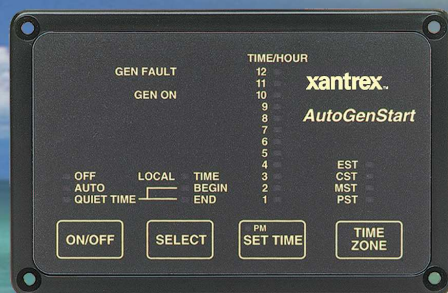 TIME/HOUR
GEN FAULT
12
11
GEN ON
10
9
8
7
6
5
4
3
2
1
xantrex™
AutoGenStart
EST
CST
MST
PST
OFF
AUTO
QUIET TIME
LOCAL
TIME
BEGIN
END
ON/OFF
SELECT
PM
SET TIME
TIME
ZONE